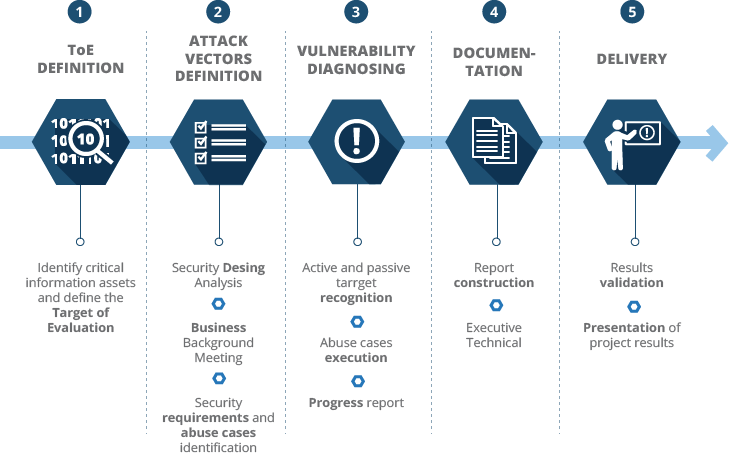 1
ToE
DEFINITION
101101
10
10
1
101110
Identify critical
information assets
and define the
Target of
Evaluation
2
ATTACK
VECTORS
DEFINITION
Security Desing
Analysis
Business
Background
Meeting
Security
requirements and
abuse cases
identification
3
VULNERABILITY
DIAGNOSING
!
Active and passive
tarrget
recognition
Abuse cases
execution
Progress report
4
DOCUMEN-
TATION
Report
construction
Executive
Technical
5
DELIVERY
!
Results
validation
Presentation of
project results